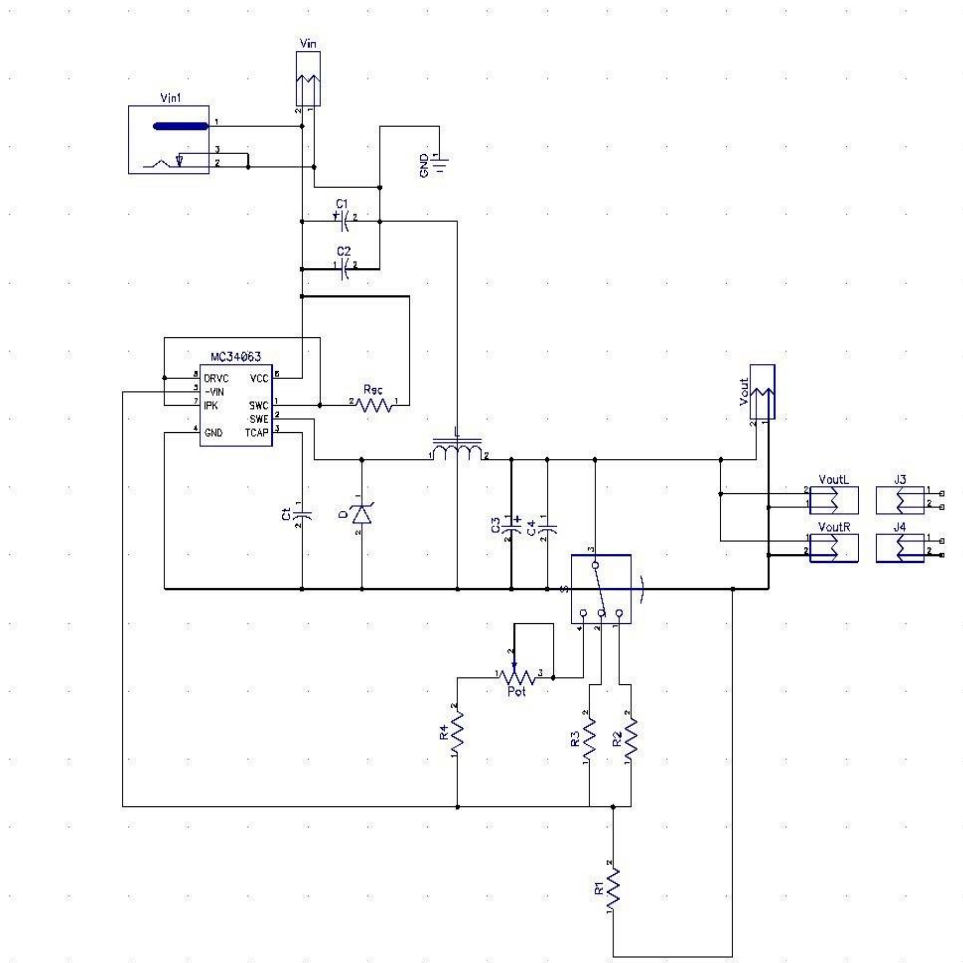 Vin
Vin1
2 1
1
3
2
GND
1
C1
+ 2
C2
1 2
MC34063
8 DRVC VCC 6
5 -VIN
7 IPK SWC 1
SWE 2
4 GND TCAP 3
Rsc
2 1
L
1 2
Vout
2 1
VoutL
2
1
J3
1
2
VoutR
1
2
J4
1
2
Ct
1
2
D
1
2
C3
1 +
2
C4
1
2
S
3
4 2 1
Pot
1 2 3
R4
2
1
R3
2
1
R2
2
1
R1
2
1